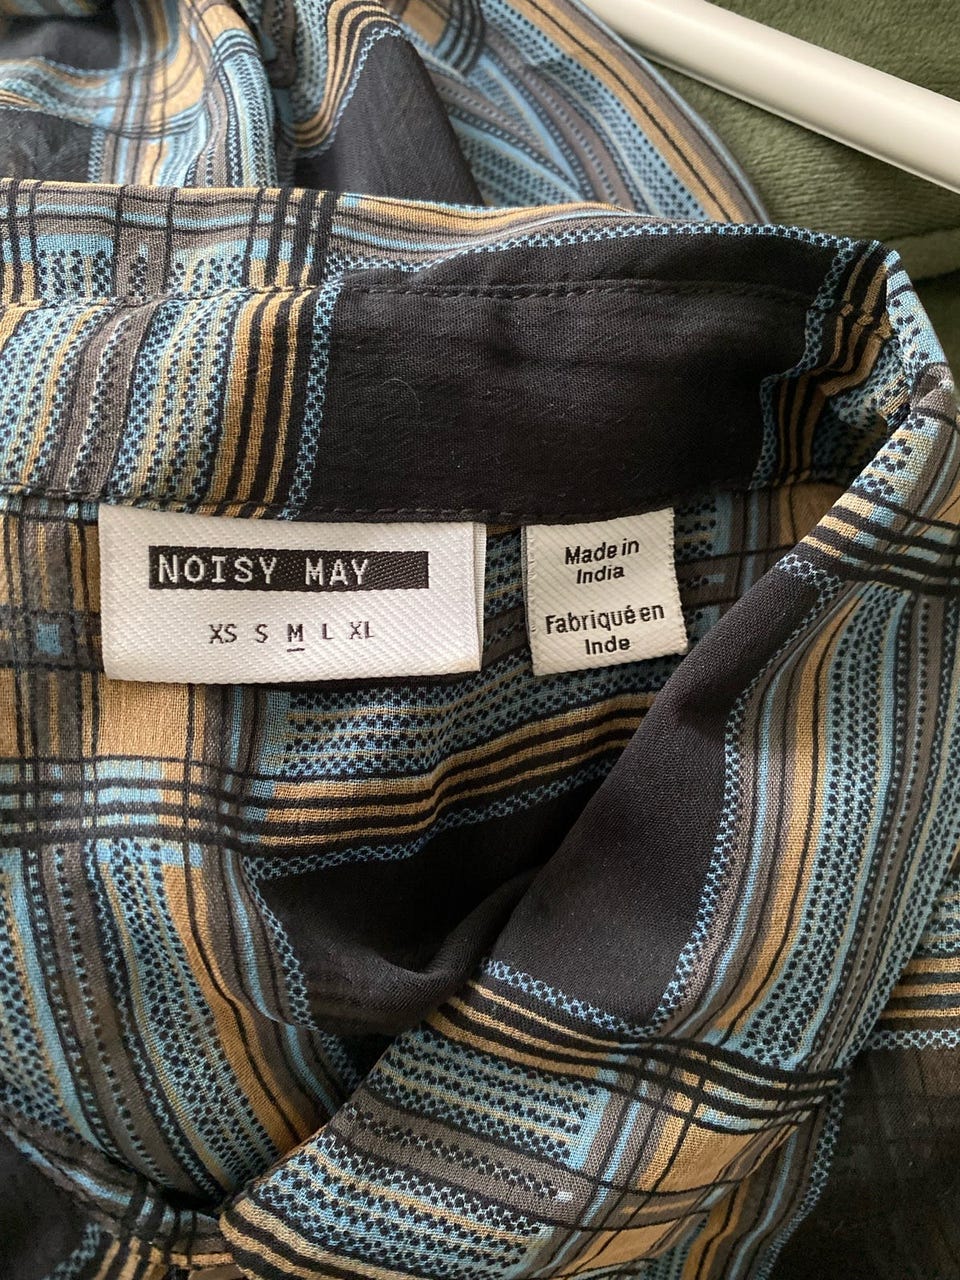 NOISY MAY
XS S M L XL
Made in
India
Fabriqué en
Inde